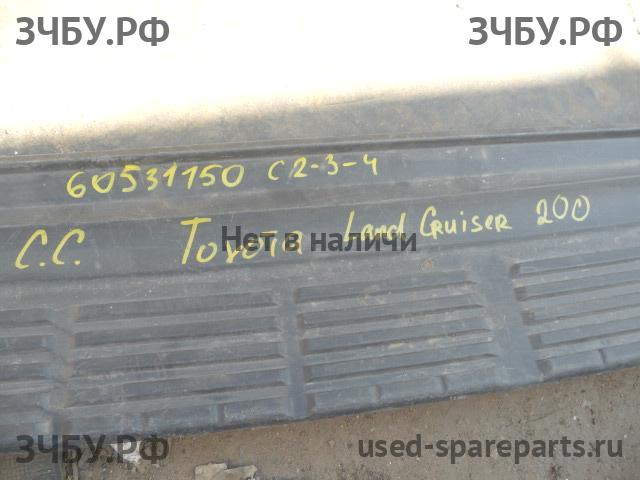 ЗЧБУ.РФ ЗЧБУ.РФ
60531150 C2-3-4
C.C. Toyota Land Cruiser 200
Нет в наличи
ЗЧБУ.РФ used-spareparts.ru